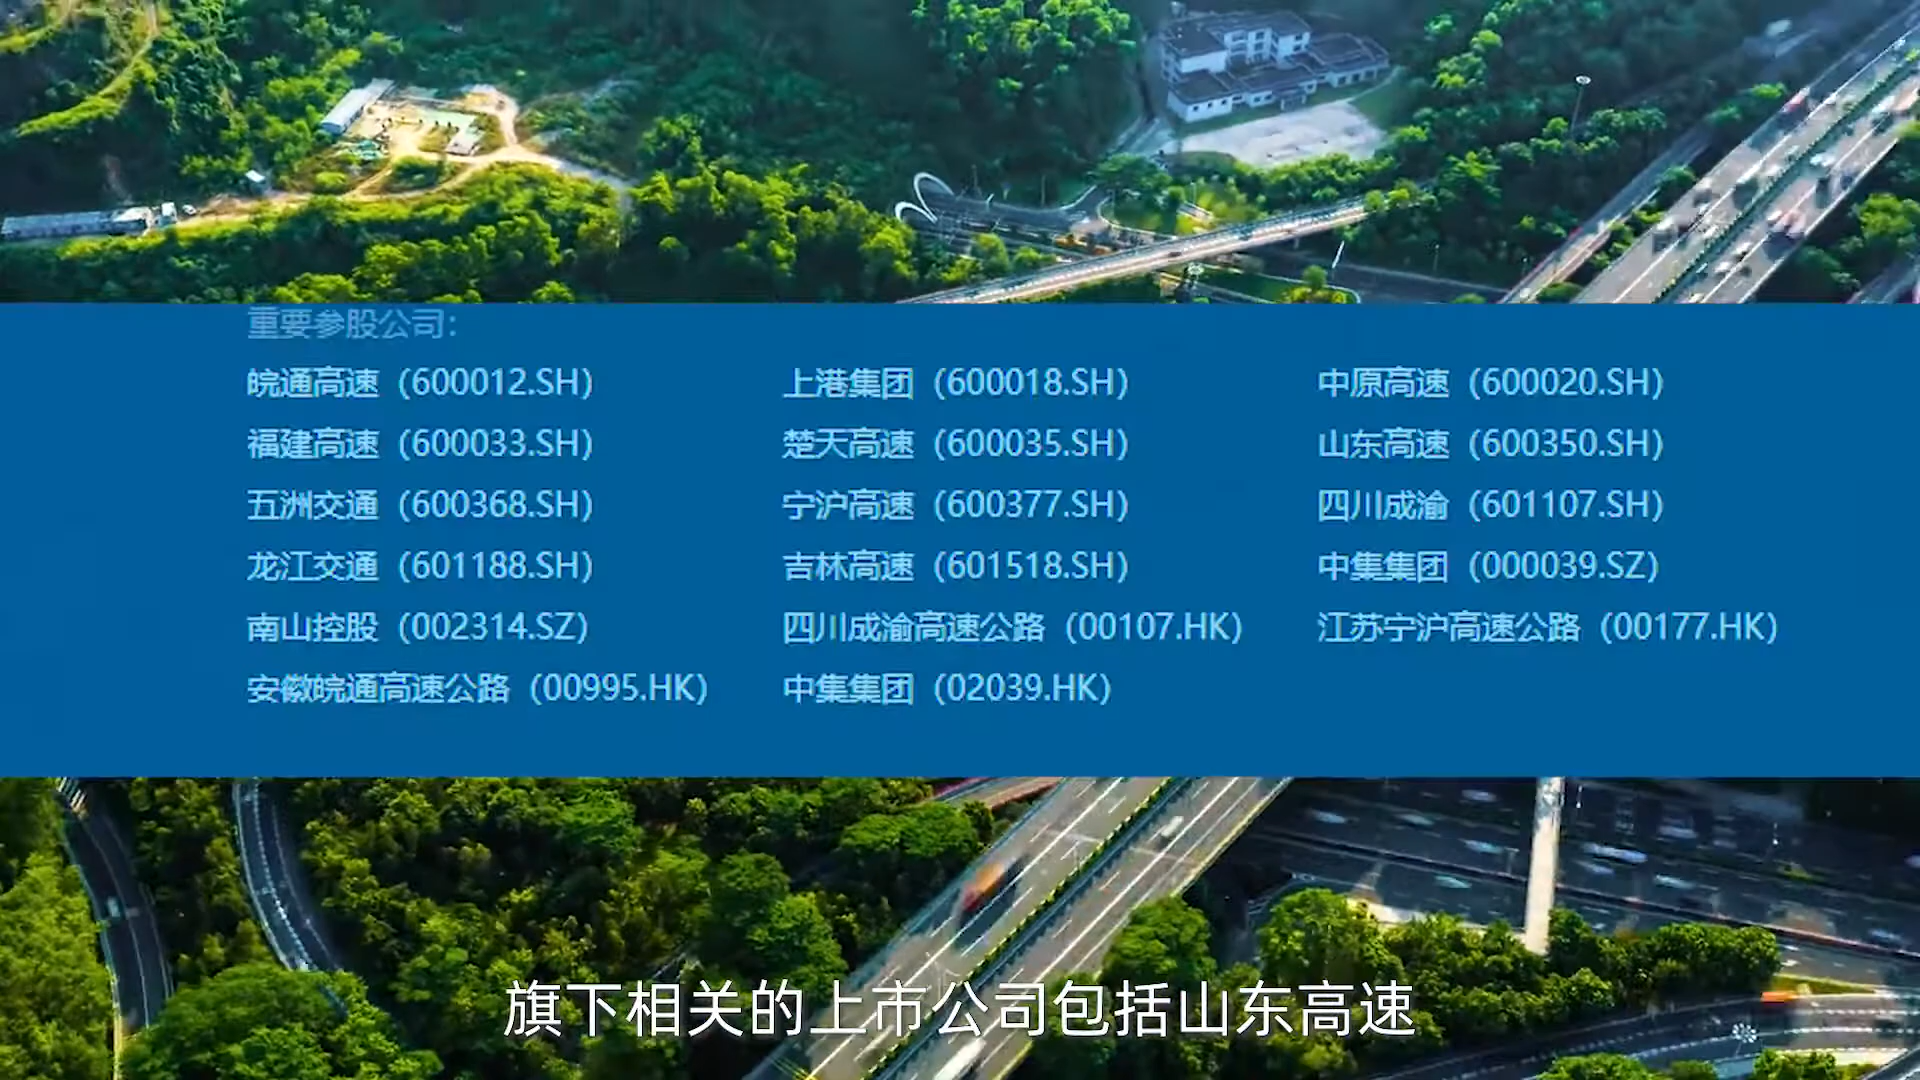 重要参股公司：
皖通高速（600012.SH） 上港集团（600018.SH） 中原高速（600020.SH）
福建高速（600033.SH） 楚天高速（600035.SH） 山东高速（600350.SH）
五洲交通（600368.SH） 宁沪高速（600377.SH） 四川成渝（601107.SH）
龙江交通（601188.SH） 吉林高速（601518.SH） 中集集团（000039.SZ）
南山控股（002314.SZ） 四川成渝高速公路（00107.HK） 江苏宁沪高速公路（00177.HK）
安徽皖通高速公路（00995.HK） 中集集团（02039.HK）
旗下相关的上市公司包括山东高速